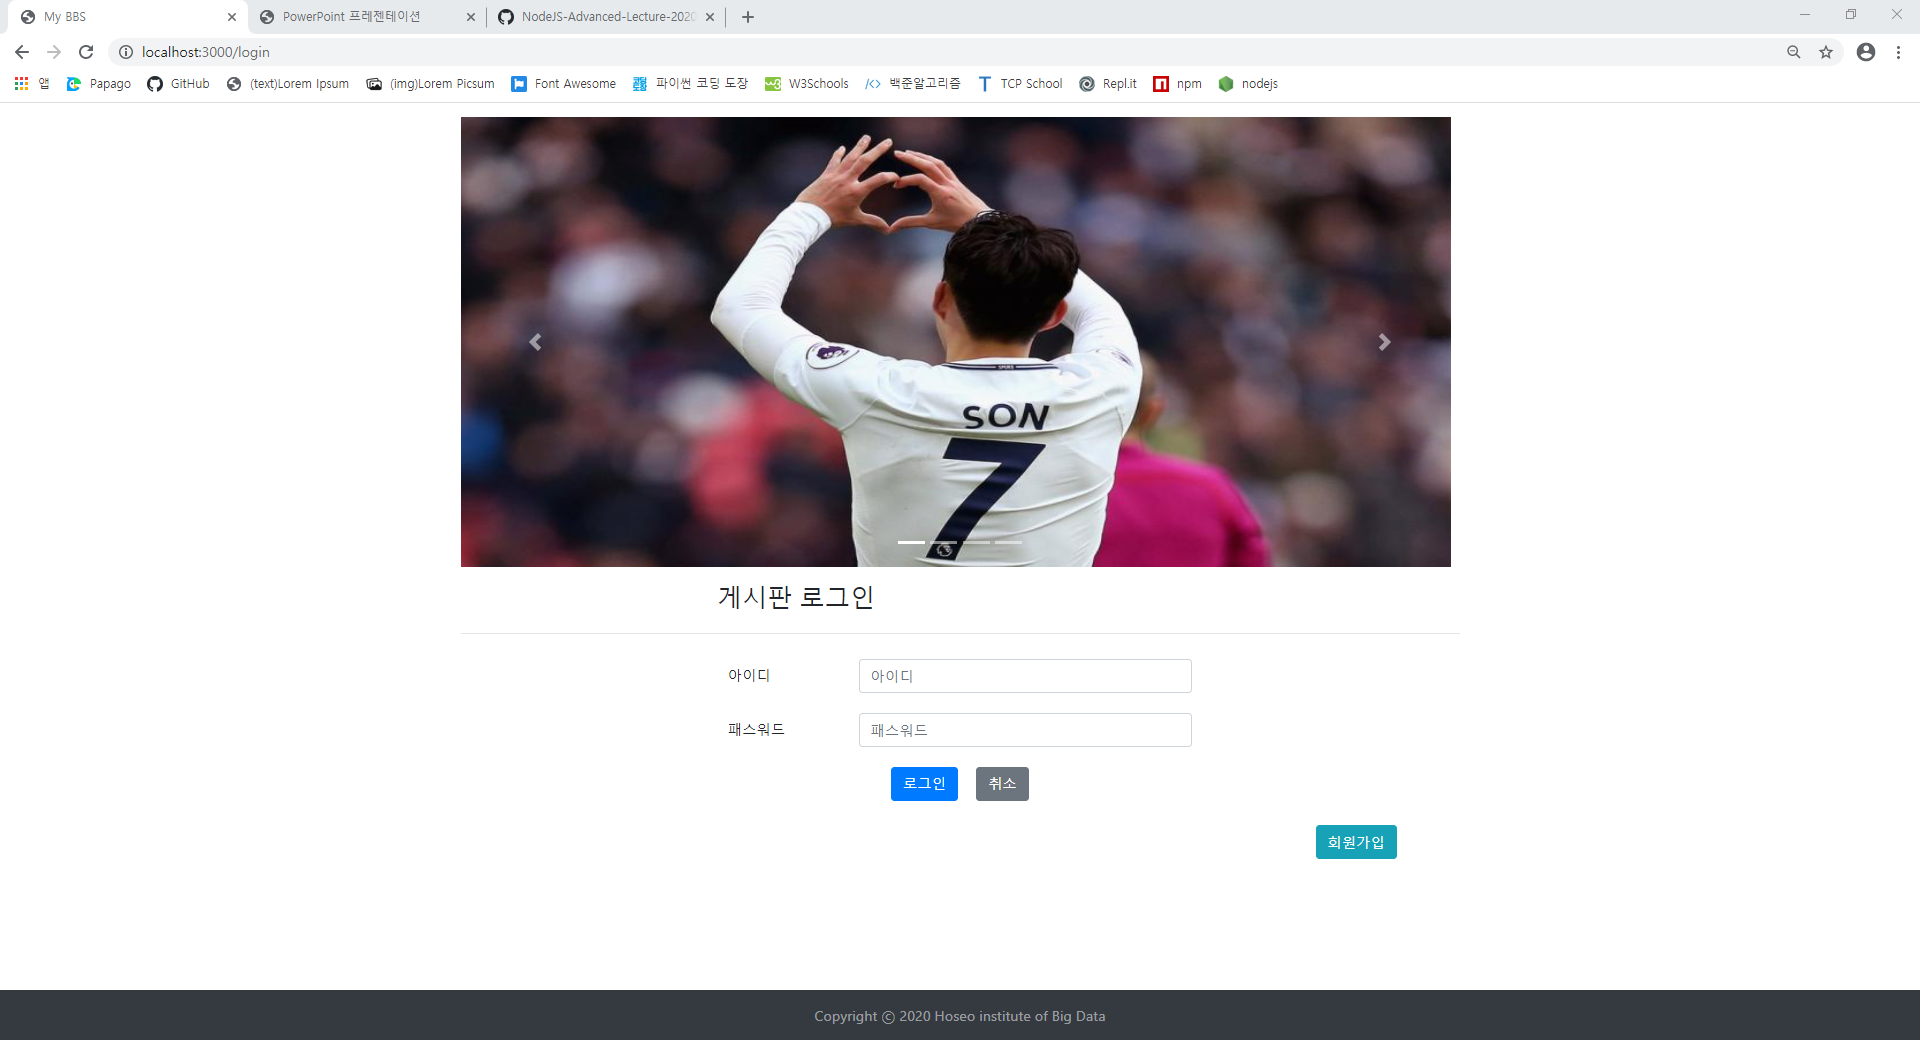 My BBS
PowerPoint 프레젠테이션
NodeJS-Advanced-Lecture-2020
localhost:3000/login
앱
Papago
GitHub
(text)Lorem Ipsum
(img)Lorem Picsum
Font Awesome
파이썬 코딩 도장
W3Schools
백준알고리즘
TCP School
Repl.it
npm
nodejs
SPURS
SON
7
게시판 로그인
아이디
아이디
패스워드
패스워드
로그인
취소
회원가입
Copyright ⓒ 2020 Hoseo institute of Big Data